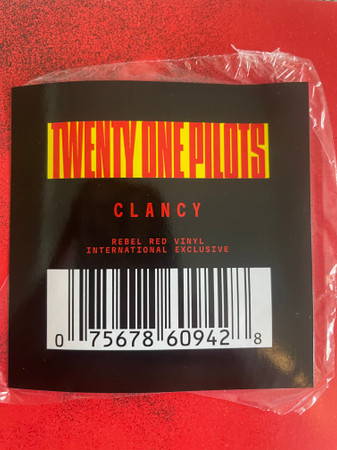 TWENTY ONE PILOTS
CLANCY
REBEL RED VINYL
INTERNATIONAL EXCLUSIVE
0 75678 60942 8